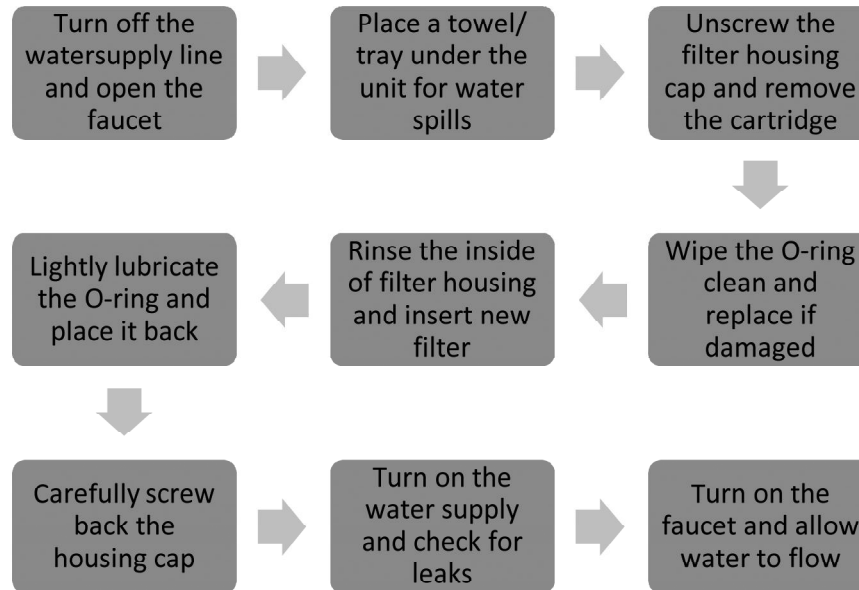 Turn off the
watersupply line
and open the
faucet
Place a towel/
tray under the
unit for water
spills
Unscrew the
filter housing
cap and remove
the cartridge
Wipe the O-ring
clean and
replace if
damaged
Rinse the inside
of filter housing
and insert new
filter
Lightly lubricate
the O-ring and
place it back
Carefully screw
back the
housing cap
Turn on the
water supply
and check for
leaks
Turn on the
faucet and allow
water to flow